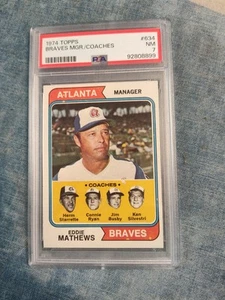 1974 TOPPS #634
BRAVES MGR./COACHES NM
7
PSA 92808899
ATLANTA MANAGER
COACHES
Herm Starrette Connie Ryan Jim Busby Ken Silvestri
EDDIE MATHEWS BRAVES